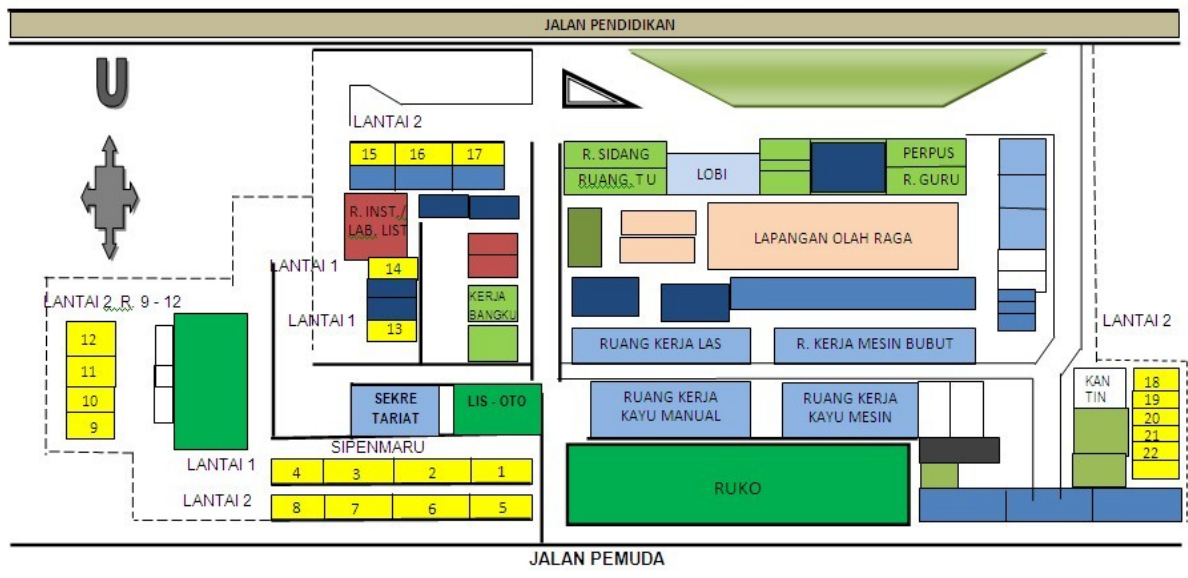 JALAN PENDIDIKAN
U
LANTAI 2
15 16 17
R. SIDANG
RUANG. TU
LOBI
PERPUS
R. GURU
R. INST./
LAB. LIST
LAPANGAN OLAH RAGA
LANTAI 1
14
LANTAI 1
13
KERJA
BANGKU
LANTAI 2 R. 9 - 12
12
11
10
9
LANTAI 1
RUANG KERJA LAS
R. KERJA MESIN BUBUT
LANTAI 2
SEKRE
TARIAT
LIS - OTO
RUANG KERJA
KAYU MANUAL
RUANG KERJA
KAYU MESIN
KAN
TIN
18
19
20
21
22
SIPENMARU
4 3 2 1
LANTAI 2
8 7 6 5
RUKO
JALAN PEMUDA